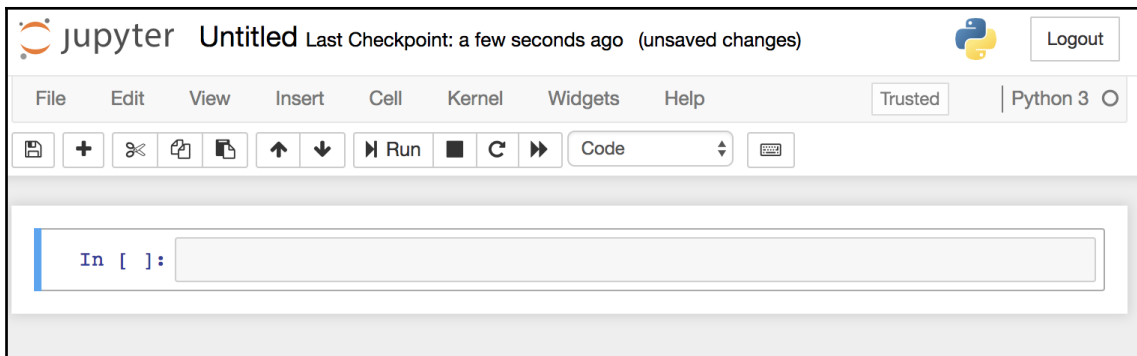 jupyter Untitled Last Checkpoint: a few seconds ago (unsaved changes) Logout
File Edit View Insert Cell Kernel Widgets Help Trusted Python 3
Run Code
In [ ]: